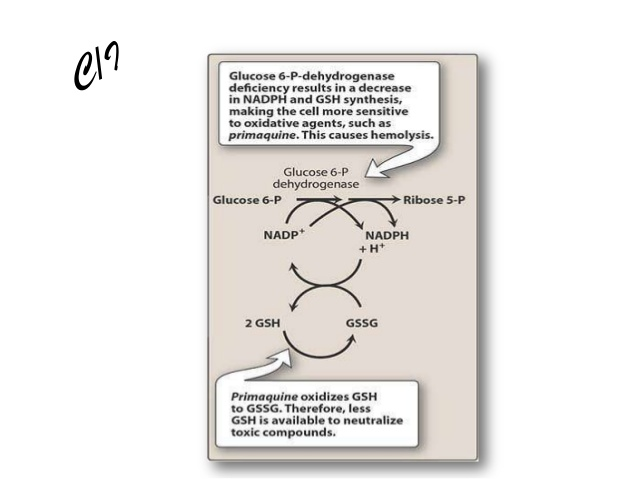 C/I
Glucose 6-P-dehydrogenase
deficiency results in a decrease
in NADPH and GSH synthesis,
making the cell more sensitive
to oxidative agents, such as
primaquine. This causes hemolysis.
Glucose 6-P
dehydrogenase
Glucose 6-P Ribose 5-P
NADP+ NADPH
+ H+
2 GSH GSSG
Primaquine oxidizes GSH
to GSSG. Therefore, less
GSH is available to neutralize
toxic compounds.